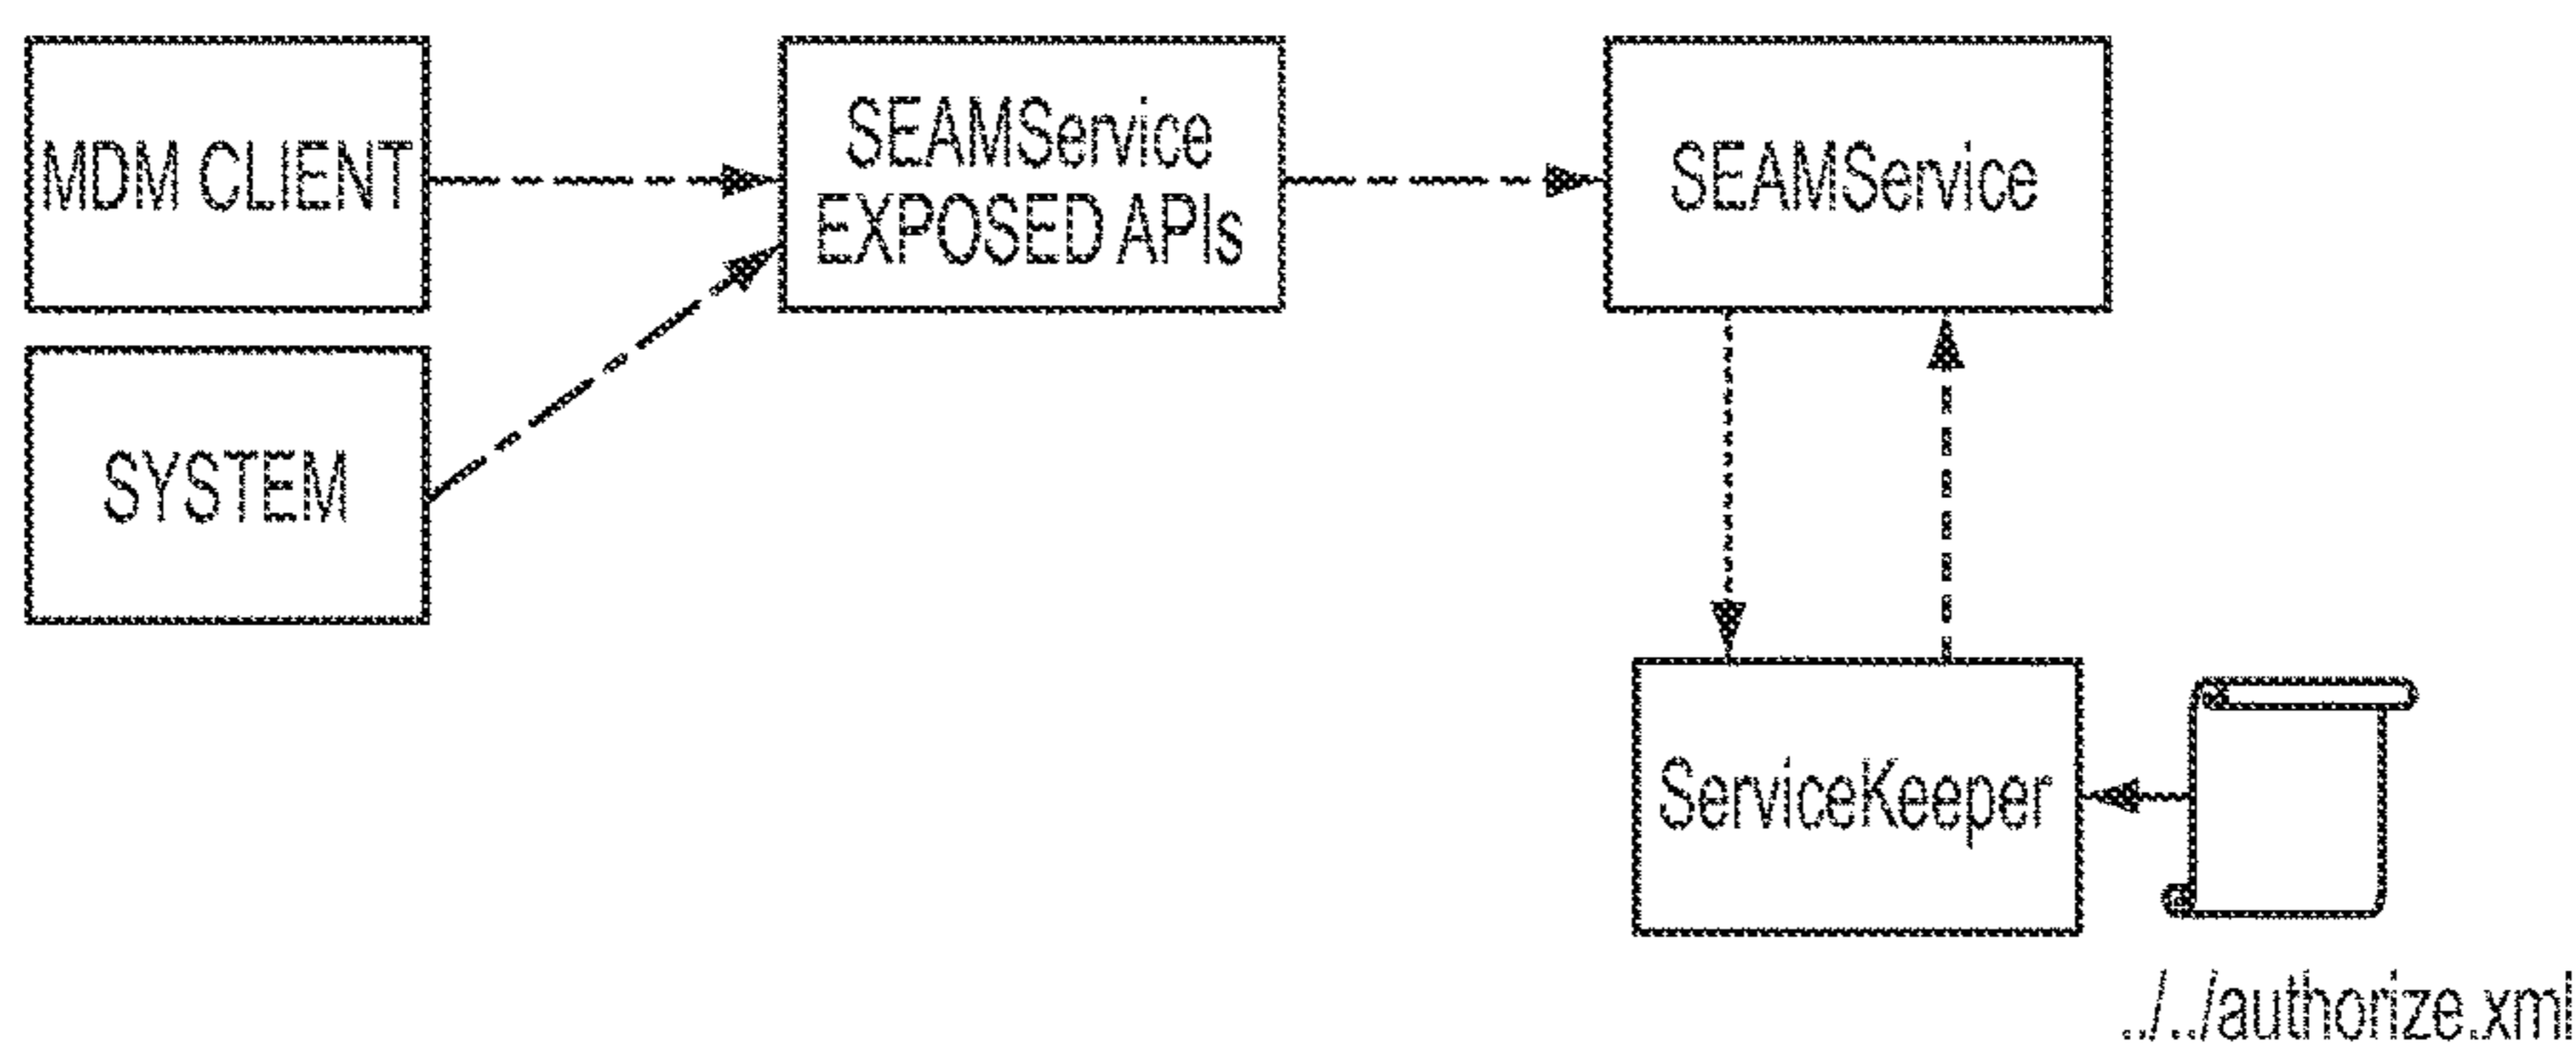 MDM CLIENT
SEAMService
EXPOSED APIs
SEAMService
SYSTEM
ServiceKeeper
../../authorize.xml